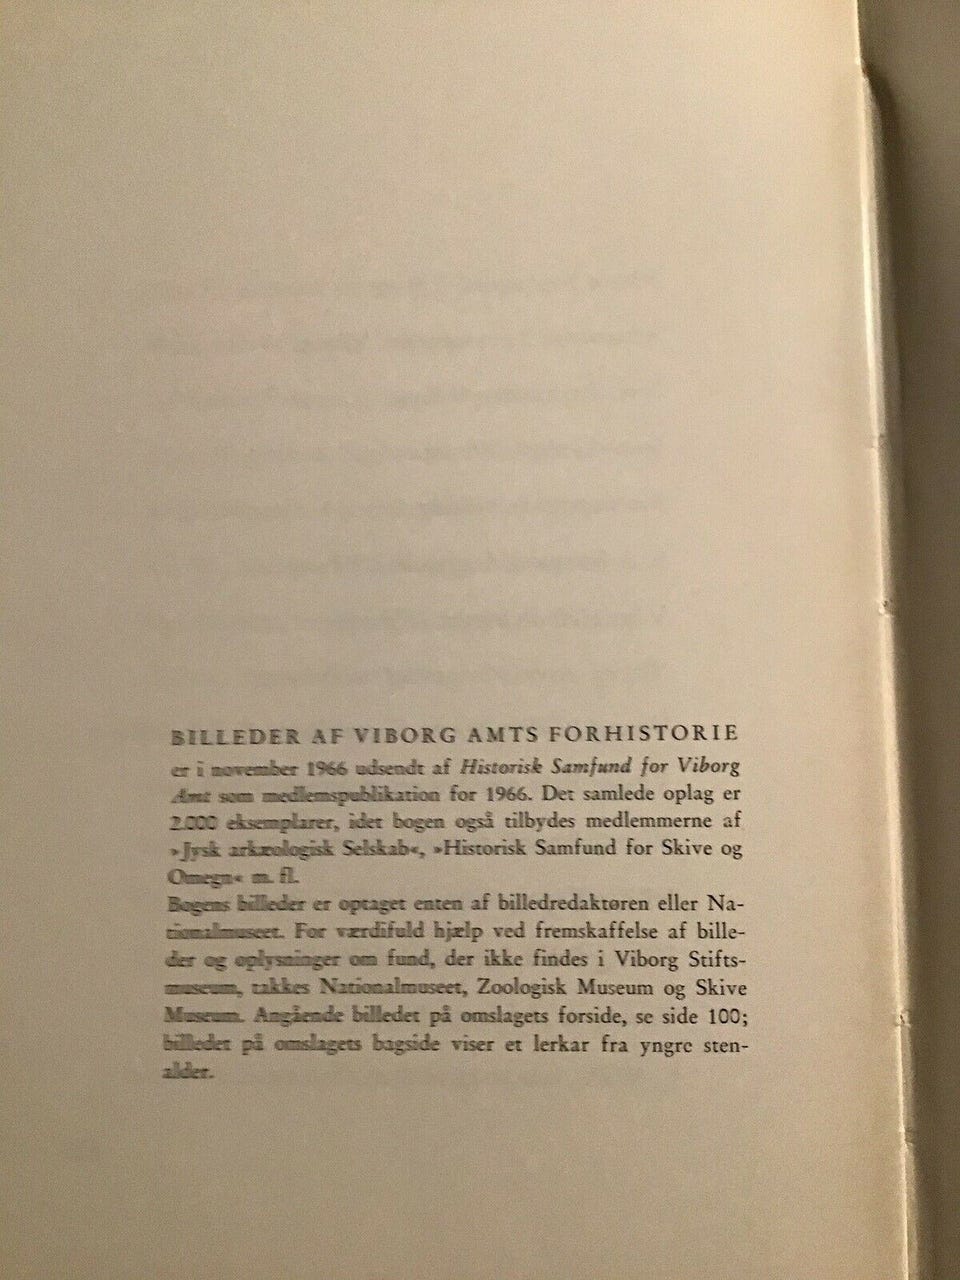 BILLEDER AF VIBORG AMTS FORHISTORIE
er i november 1966 udsendt af Historisk Samfund for Viborg
Amt som medlemspublikation for 1966. Det samlede oplag er
2.000 eksemplarer, idet bogen også tilbydes medlemmerne af
»Jysk arkæologisk Selskab«, »Historisk Samfund for Skive og
Omegn« m. fl.
Bogens billeder er optaget enten af billedredaktøren eller Na-
tionalmuseet. For værdifuld hjælp ved fremskaffelse af bille-
der og oplysninger om fund, der ikke findes i Viborg Stifts-
museum, takkes Nationalmuseet, Zoologisk Museum og Skive
Museum. Angående billedet på omslagets forside, se side 100;
billedet på omslagets bagside viser et lerkar fra yngre sten-
alder.